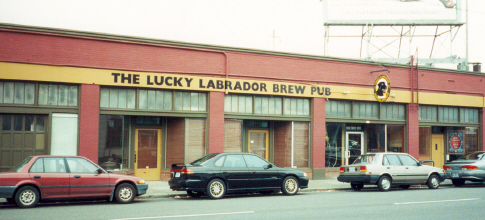 THE LUCKY LABRADOR BREW PUB